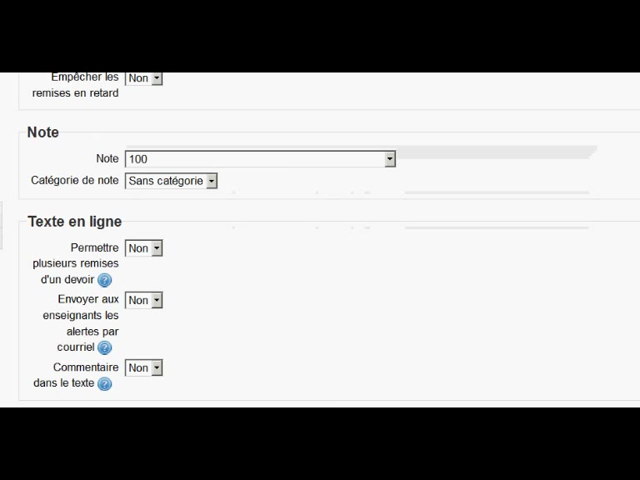 Empêcher les remises en retard Non
Note
Note 100
Catégorie de note Sans catégorie
Texte en ligne
Permettre plusieurs remises d'un devoir Non
Envoyer aux enseignants les alertes par courriel Non
Commentaire dans le texte Non